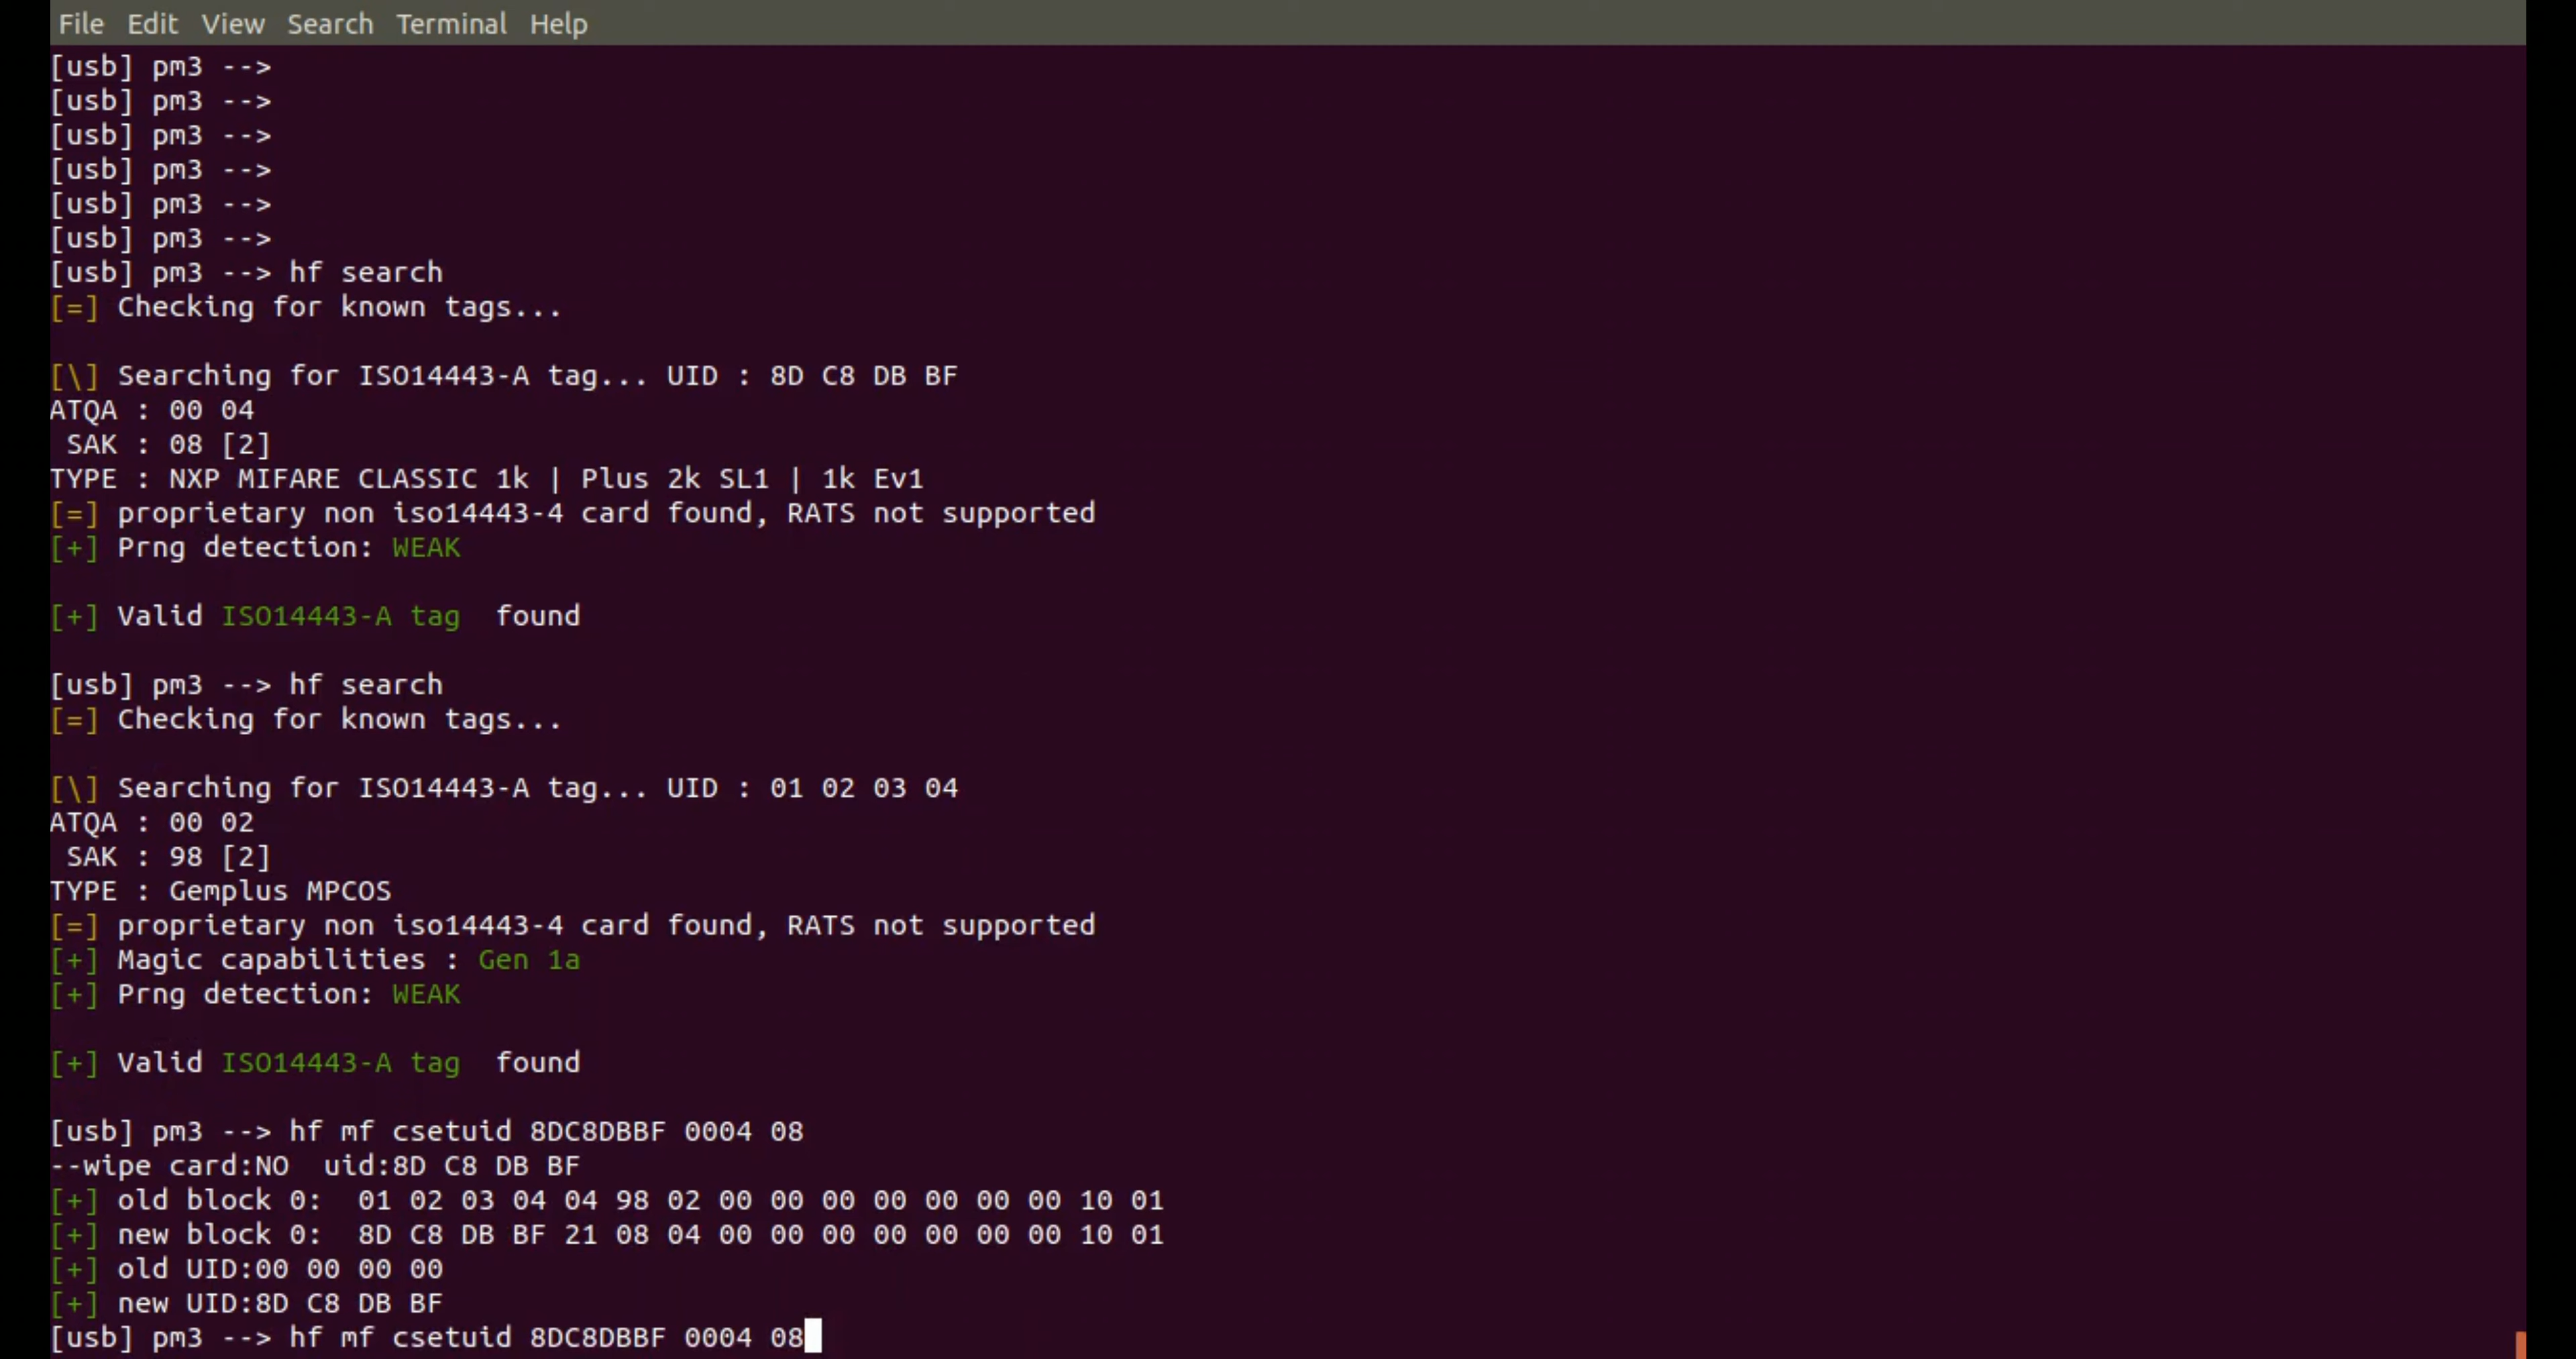 File Edit View Search Terminal Help
[usb] pm3 -->
[usb] pm3 -->
[usb] pm3 -->
[usb] pm3 -->
[usb] pm3 -->
[usb] pm3 -->
[usb] pm3 --> hf search
[=] Checking for known tags...
[\] Searching for ISO14443-A tag... UID : 8D C8 DB BF
ATQA : 00 04
SAK : 08 [2]
TYPE : NXP MIFARE CLASSIC 1k | Plus 2k SL1 | 1k Ev1
[=] proprietary non iso14443-4 card found, RATS not supported
[+] Prng detection: WEAK
[+] Valid ISO14443-A tag  found
[usb] pm3 --> hf search
[=] Checking for known tags...
[\] Searching for ISO14443-A tag... UID : 01 02 03 04
ATQA : 00 02
SAK : 98 [2]
TYPE : Gemplus MPCOS
[=] proprietary non iso14443-4 card found, RATS not supported
[+] Magic capabilities : Gen 1a
[+] Prng detection: WEAK
[+] Valid ISO14443-A tag  found
[usb] pm3 --> hf mf csetuid 8DC8DBBF 0004 08
--wipe card:NO  uid:8D C8 DB BF
[+] old block 0:  01 02 03 04 04 98 02 00 00 00 00 00 00 00 10 01
[+] new block 0:  8D C8 DB BF 21 08 04 00 00 00 00 00 00 00 10 01
[+] old UID:00 00 00 00
[+] new UID:8D C8 DB BF
[usb] pm3 --> hf mf csetuid 8DC8DBBF 0004 08